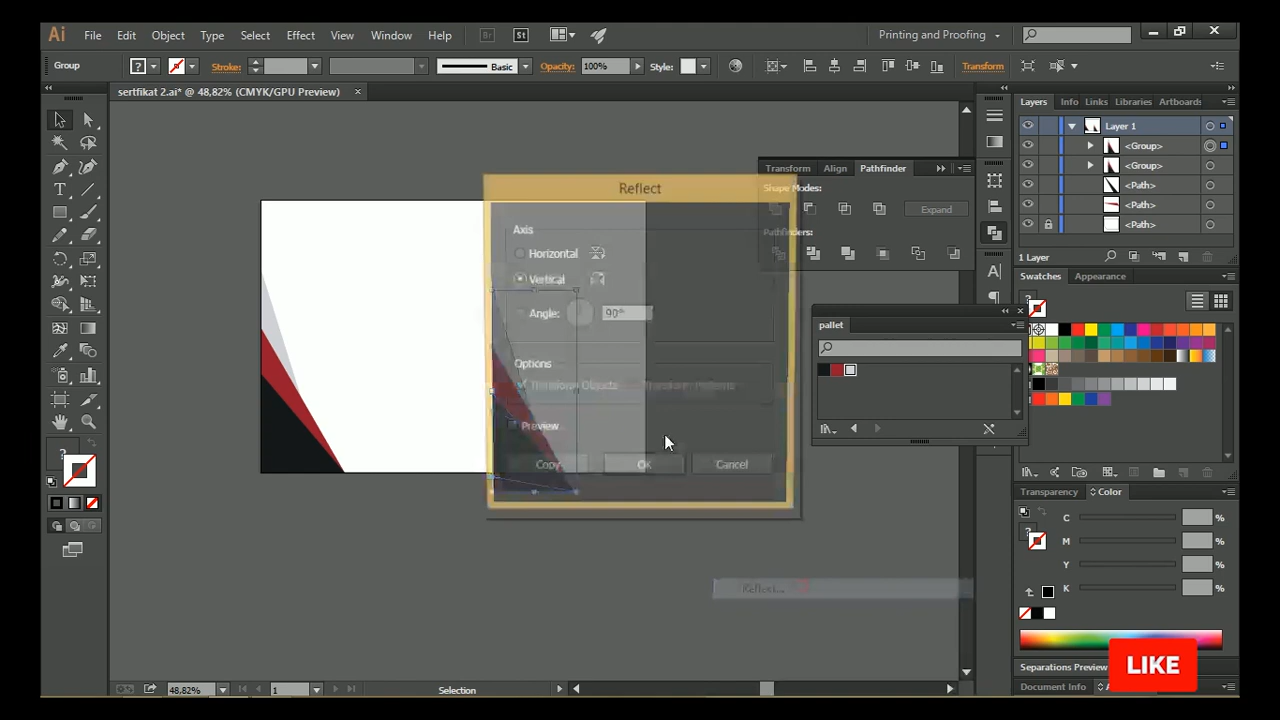 Ai File Edit Object Type Select Effect View Window Help Br St Printing and Proofing
Group ? Stroke: Basic Opacity: 100% Style: Transform
sertfikat 2.ai* @ 48,82% (CMYK/GPU Preview) ×
Layers Info Links Libraries Artboards
Layer 1
<Group>
<Group>
<Path>
<Path>
<Path>
1 Layer
Transform Align Pathfinder
Shape Modes:
Expand
Pathfinders:
Reflect
Axis
Horizontal
Vertical
Angle: 90°
Options
Transform Objects Transform Patterns
Preview
Copy OK Cancel
Reflect...
Swatches Appearance
pallet
Transparency Color
C %
M %
Y %
K %
Separations Preview
Document Info
LIKE
48,82% 1 Selection